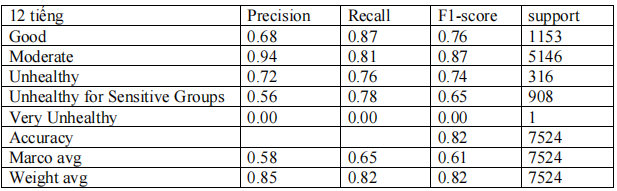 12 tiếng Precision Recall F1-score support
Good 0.68 0.87 0.76 1153
Moderate 0.94 0.81 0.87 5146
Unhealthy 0.72 0.76 0.74 316
Unhealthy for Sensitive Groups 0.56 0.78 0.65 908
Very Unhealthy 0.00 0.00 0.00 1
Accuracy 0.82 7524
Marco avg 0.58 0.65 0.61 7524
Weight avg 0.85 0.82 0.82 7524